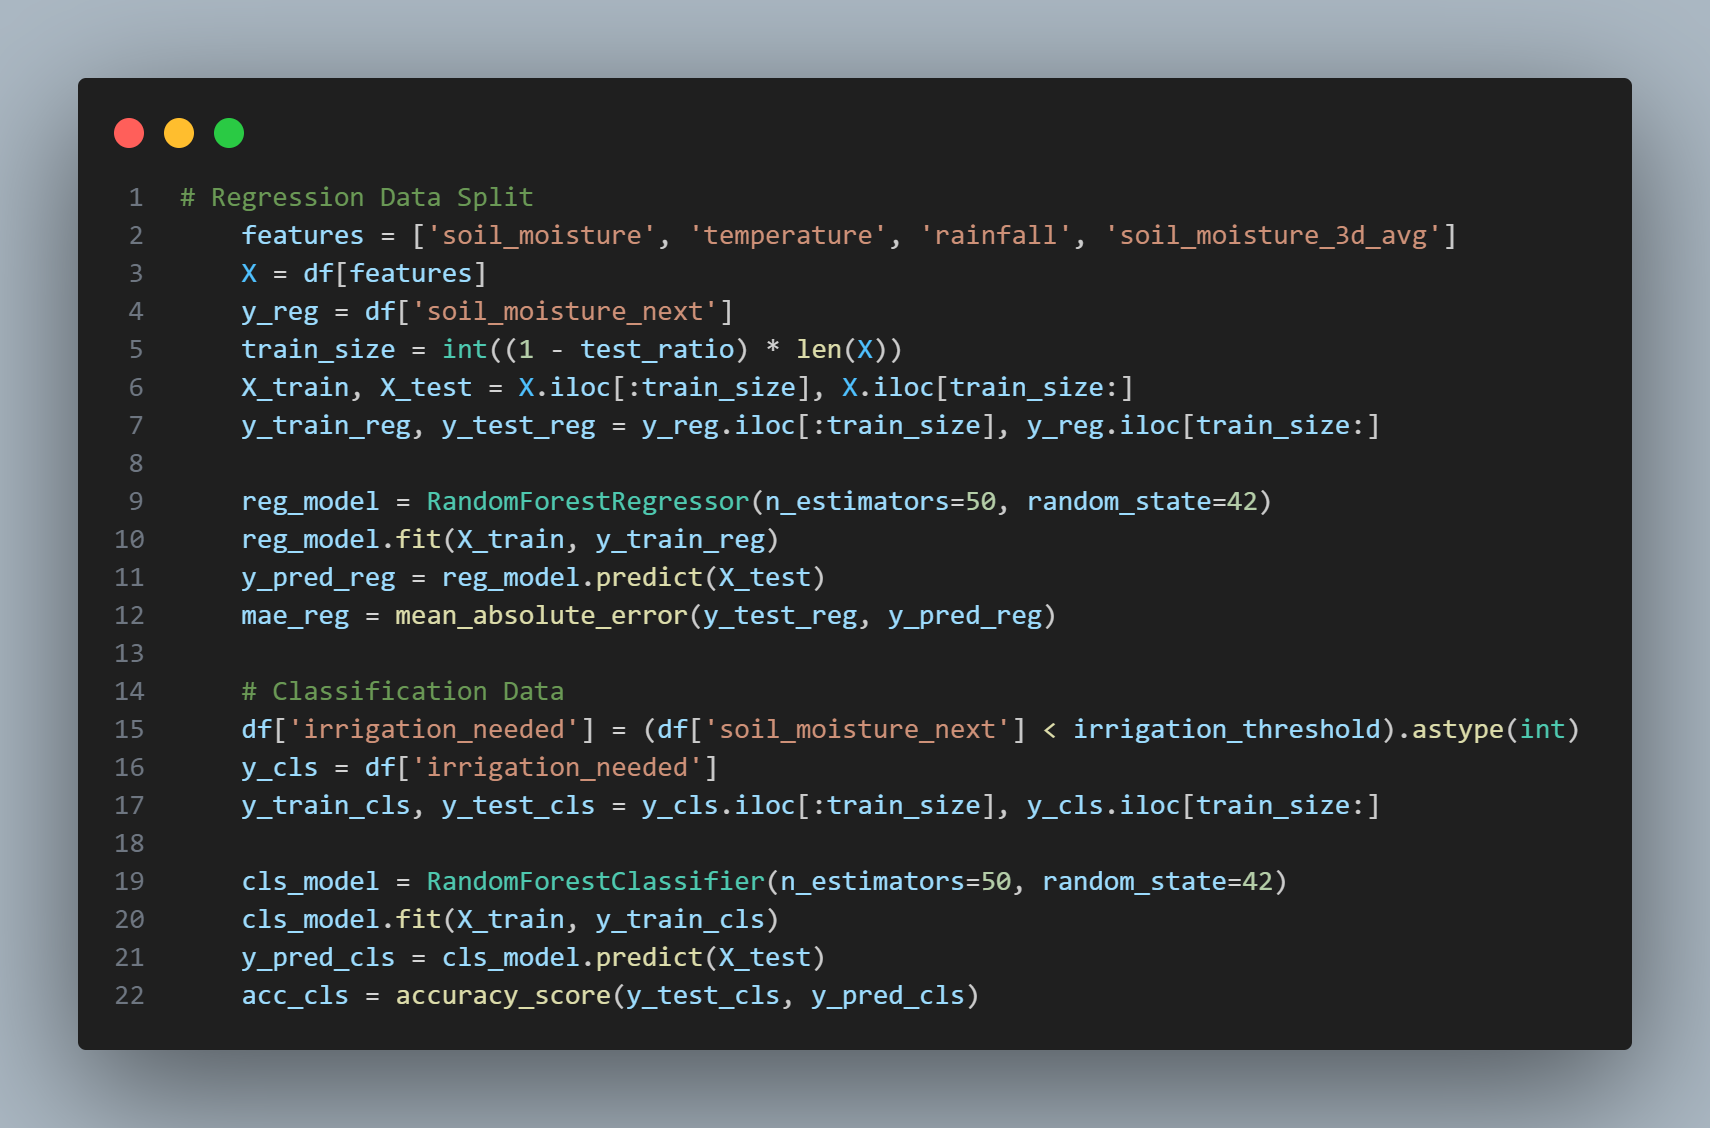 1 # Regression Data Split
2 features = ['soil_moisture', 'temperature', 'rainfall', 'soil_moisture_3d_avg']
3 X = df[features]
4 y_reg = df['soil_moisture_next']
5 train_size = int((1 - test_ratio) * len(X))
6 X_train, X_test = X.iloc[:train_size], X.iloc[train_size:]
7 y_train_reg, y_test_reg = y_reg.iloc[:train_size], y_reg.iloc[train_size:]
8
9 reg_model = RandomForestRegressor(n_estimators=50, random_state=42)
10 reg_model.fit(X_train, y_train_reg)
11 y_pred_reg = reg_model.predict(X_test)
12 mae_reg = mean_absolute_error(y_test_reg, y_pred_reg)
13
14 # Classification Data
15 df['irrigation_needed'] = (df['soil_moisture_next'] < irrigation_threshold).astype(int)
16 y_cls = df['irrigation_needed']
17 y_train_cls, y_test_cls = y_cls.iloc[:train_size], y_cls.iloc[train_size:]
18
19 cls_model = RandomForestClassifier(n_estimators=50, random_state=42)
20 cls_model.fit(X_train, y_train_cls)
21 y_pred_cls = cls_model.predict(X_test)
22 acc_cls = accuracy_score(y_test_cls, y_pred_cls)